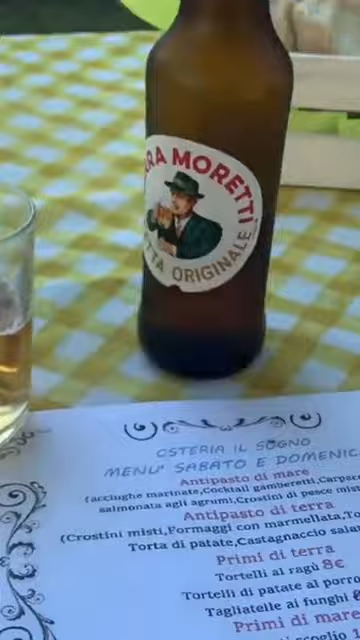 RA MORETTI
TTA ORIGINALE
OSTERIA IL SOGNO
MENU' SABATO E DOMENIC
Antipasto di mare
(acciughe marinate,Cocktail gamberetti,Carpac
salmonata agli agrumi,Crostini di pesce mist
Antipasto di terra
(Crostini misti,Formaggi con marmellata,To
Torta di patate,Castagnaccio sala
Primi di terra
Tortelli al ragù 8€
Tortelli di patate al porro
Tagliatelle ai funghi
Primi di mare
scoglio